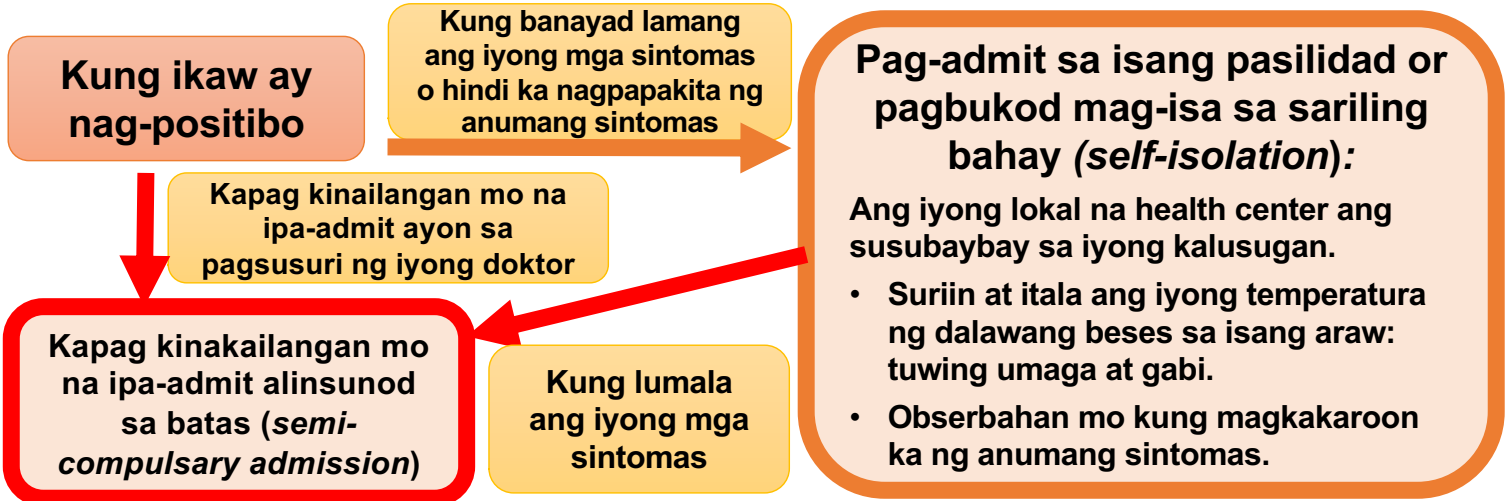 Kung ikaw ay
nag-positibo
Kung banayad lamang
ang iyong mga sintomas
o hindi ka nagpapakita ng
anumang sintomas
Pag-admit sa isang pasilidad or
pagbukod mag-isa sa sariling
bahay (self-isolation):
Ang iyong lokal na health center ang
susubaybay sa iyong kalusugan.
• Suriin at itala ang iyong temperatura
ng dalawang beses sa isang araw:
tuwing umaga at gabi.
• Obserbahan mo kung magkakaroon
ka ng anumang sintomas.
Kapag kinailangan mo na
ipa-admit ayon sa
pagsusuri ng iyong doktor
Kapag kinakailangan mo
na ipa-admit alinsunod
sa batas (semi-
compulsary admission)
Kung lumala
ang iyong mga
sintomas